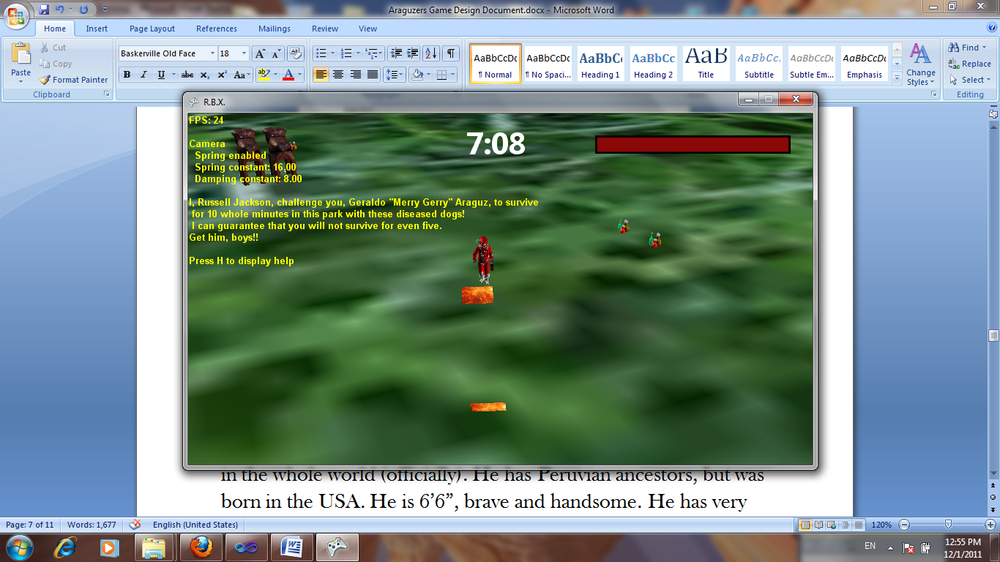 Araguzers Game Design Document.docx - Microsoft Word
Home Insert Page Layout References Mailings Review View
Paste
Cut
Copy
Format Painter
Clipboard
Baskerville Old Face 18
B I U abc x₂ x² Aa
AaBbCcDc AaBbCcDc AaBbC AaBbCc AaB AaBbCc. AaBbCcDc AaBbCcDc
¶ Normal ¶ No Spaci... Heading 1 Heading 2 Title Subtitle Subtle Em... Emphasis
Change
Styles
Find
Replace
Select
Editing
R.B.X.
FPS: 24
7:08
Camera
Spring enabled
Spring constant: 16.00
Damping constant: 8.00
I, Russell Jackson, challenge you, Geraldo "Merry Gerry" Araguz, to survive
for 10 whole minutes in this park with these diseased dogs!
I can guarantee that you will not survive for even five.
Get him, boys!!
Press H to display help
in the whole world (officially). He has Peruvian ancestors, but was
born in the USA. He is 6’6”, brave and handsome. He has very
Page: 7 of 11 Words: 1,677 English (United States) 120%
EN 12:55 PM
12/1/2011